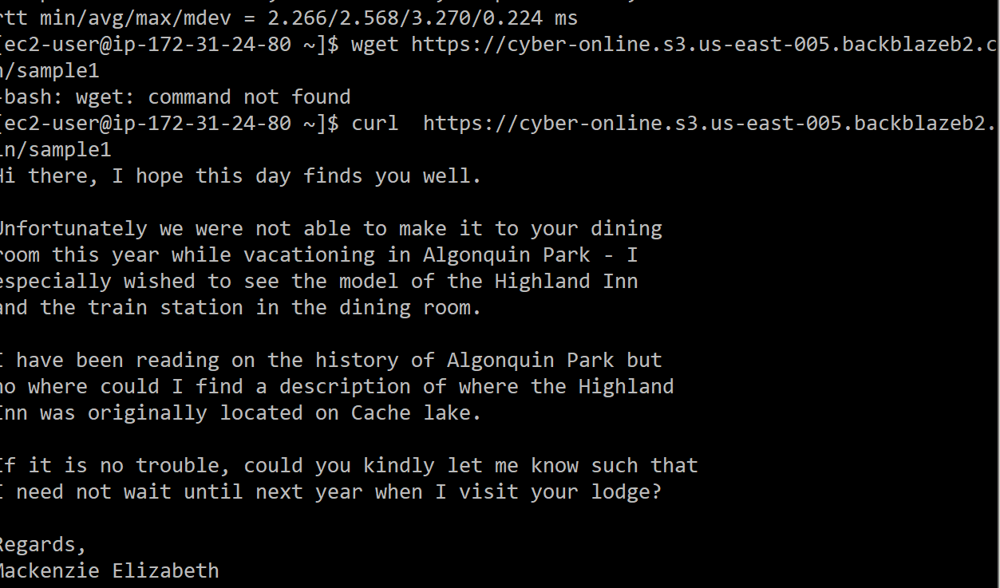 rtt min/avg/max/mdev = 2.266/2.568/3.270/0.224 ms
[ec2-user@ip-172-31-24-80 ~]$ wget https://cyber-online.s3.us-east-005.backblazeb2.c
/sample1
-bash: wget: command not found
[ec2-user@ip-172-31-24-80 ~]$ curl  https://cyber-online.s3.us-east-005.backblazeb2.
in/sample1
Hi there, I hope this day finds you well.
Unfortunately we were not able to make it to your dining
room this year while vacationing in Algonquin Park - I
especially wished to see the model of the Highland Inn
and the train station in the dining room.
I have been reading on the history of Algonquin Park but
no where could I find a description of where the Highland
Inn was originally located on Cache lake.
If it is no trouble, could you kindly let me know such that
I need not wait until next year when I visit your lodge?
Regards,
Mackenzie Elizabeth